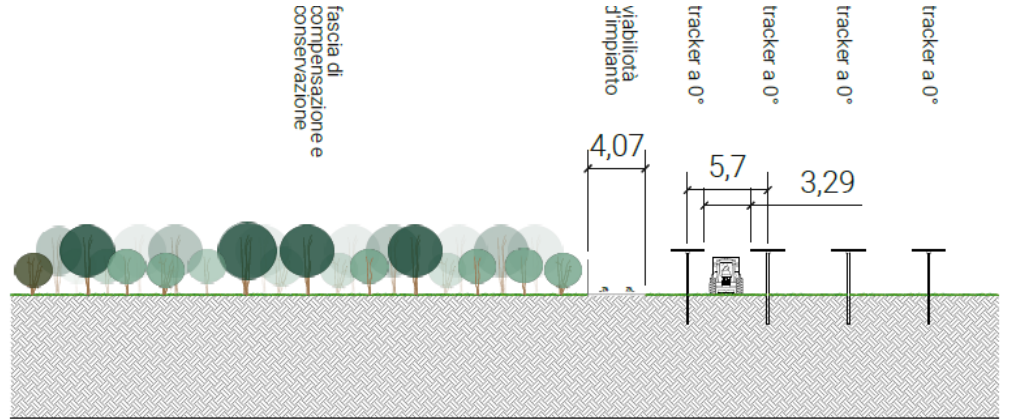 fascia di
compensazione e
conservazione
viabiliotà
d'impianto
tracker a 0°
tracker a 0°
tracker a 0°
tracker a 0°
4,07
5,7
3,29